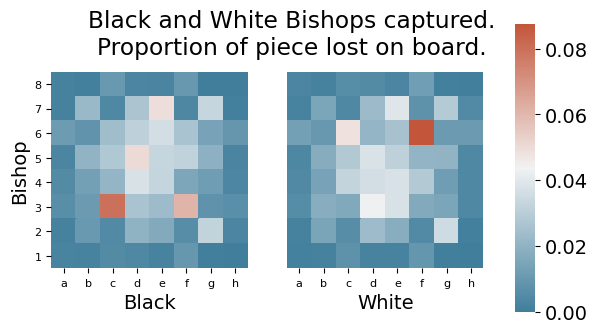 Black and White Bishops captured.
Proportion of piece lost on board.
Bishop
8
7
6
5
4
3
2
1
a b c d e f g h
Black
a b c d e f g h
White
0.08
0.06
0.04
0.02
0.00